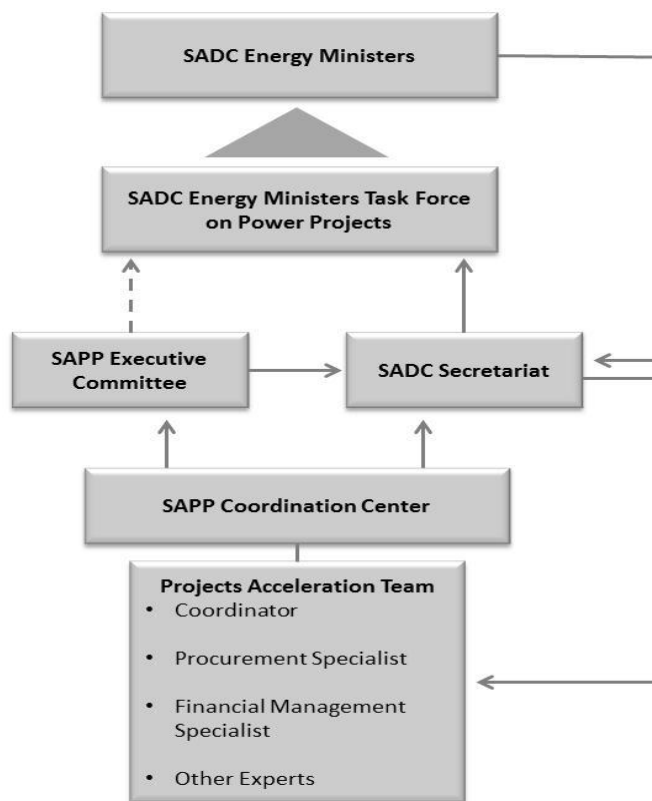 SADC Energy Ministers
SADC Energy Ministers Task Force
on Power Projects
SAPP Executive
Committee
SADC Secretariat
SAPP Coordination Center
Projects Acceleration Team
• Coordinator
• Procurement Specialist
• Financial Management
Specialist
• Other Experts